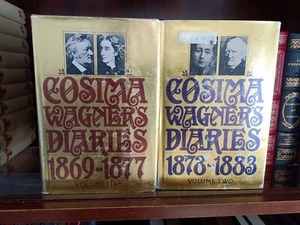 COSIMA
WAGNER'S
DIARIES
1869-1877
VOLUME ONE
COSIMA
WAGNER'S
DIARIES
1878-1883
VOLUME TWO